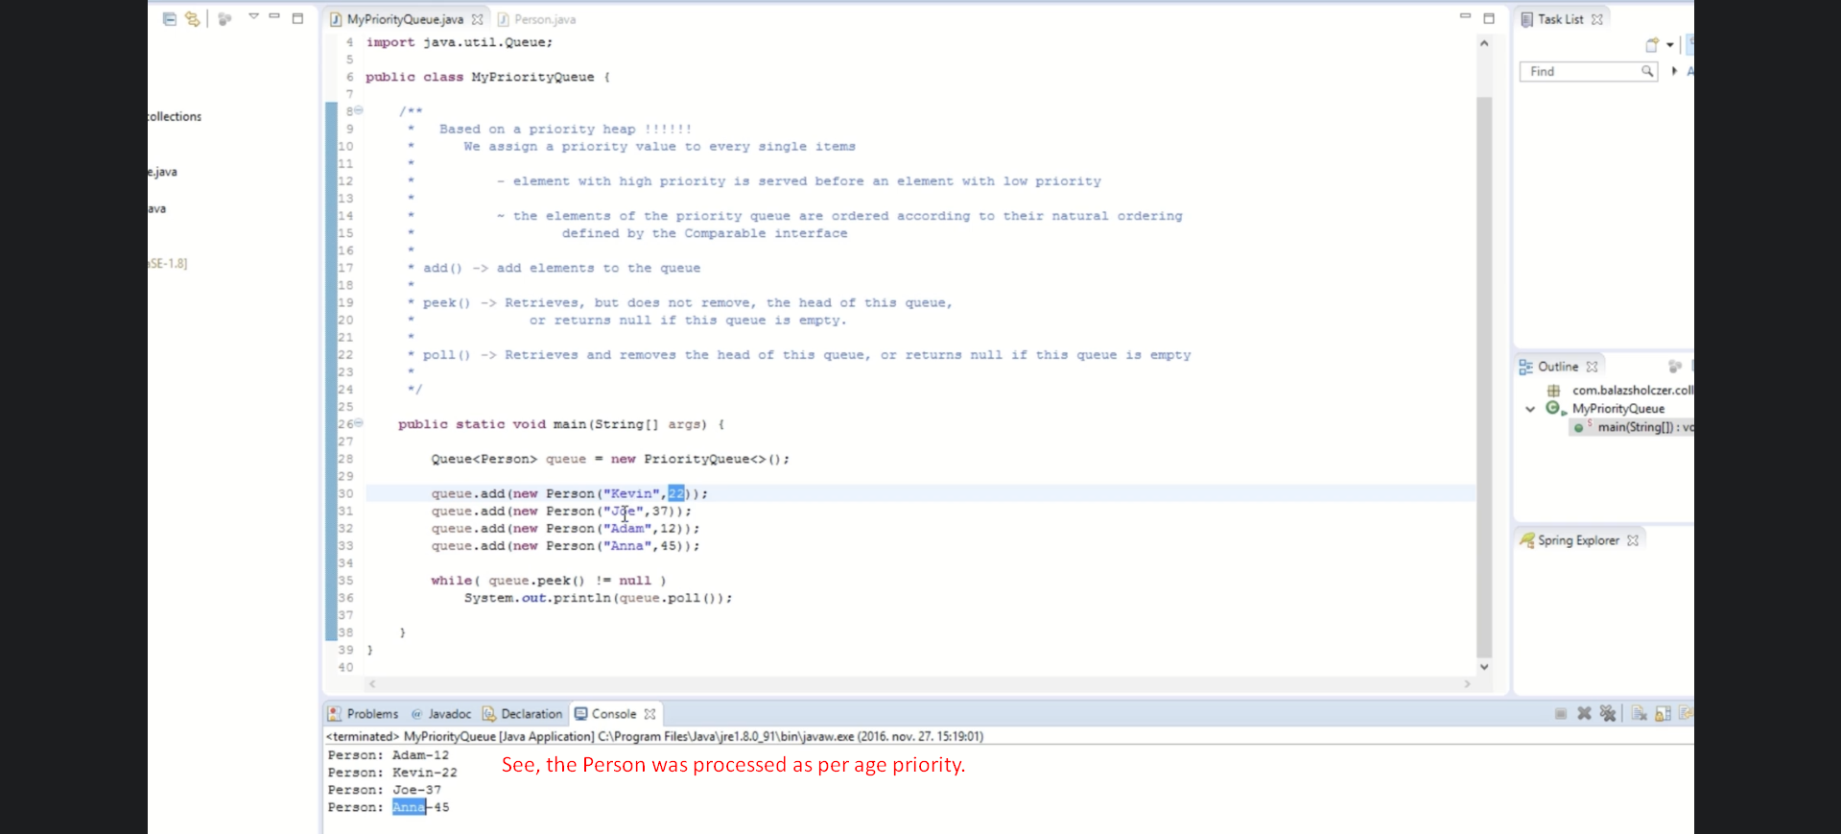 collections
e.java
ava
SE-1.8]
MyPriorityQueue.java
Person.java
4 import java.util.Queue;
5
6 public class MyPriorityQueue {
7
8 /**
9 * Based on a priority heap !!!!!!
10 * We assign a priority value to every single items
11 *
12 * - element with high priority is served before an element with low priority
13 *
14 * ~ the elements of the priority queue are ordered according to their natural ordering
15 * defined by the Comparable interface
16 *
17 * add() -> add elements to the queue
18 *
19 * peek() -> Retrieves, but does not remove, the head of this queue,
20 * or returns null if this queue is empty.
21 *
22 * poll() -> Retrieves and removes the head of this queue, or returns null if this queue is empty
23 *
24 */
25
26 public static void main(String[] args) {
27
28 Queue<Person> queue = new PriorityQueue<>();
29
30 queue.add(new Person("Kevin",22));
31 queue.add(new Person("Joe",37));
32 queue.add(new Person("Adam",12));
33 queue.add(new Person("Anna",45));
34
35 while( queue.peek() != null )
36 System.out.println(queue.poll());
37
38 }
39 }
40
Task List
Find
A
Outline
com.balazsholczer.coll
MyPriorityQueue
main(String[]) : vo
Spring Explorer
Problems @ Javadoc Declaration Console
<terminated> MyPriorityQueue [Java Application] C:\Program Files\Java\jre1.8.0_91\bin\javaw.exe (2016. nov. 27. 15:19:01)
Person: Adam-12
Person: Kevin-22
Person: Joe-37
Person: Anna-45
See, the Person was processed as per age priority.